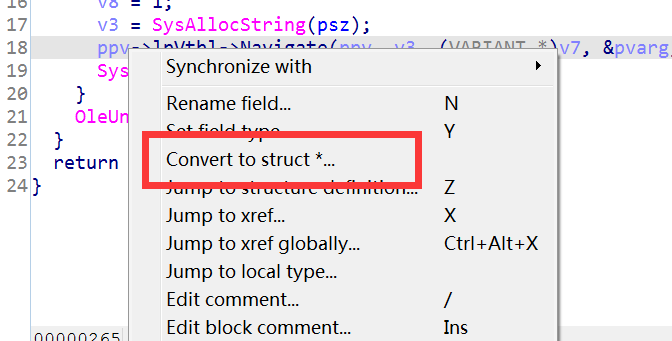 16 v8 = 1;
17 v3 = SysAllocString(psz);
18 ppv->lpVtbl->Navigate(ppv, v3, (VARIANT *)v7, &pvarg,
19 Sys
20 }
21 OleUn
22 }
23 return
24 }
Synchronize with
Rename field... N
Set field type... Y
Convert to struct *...
Jump to structure definition... Z
Jump to xref... X
Jump to xref globally... Ctrl+Alt+X
Jump to local type...
Edit comment... /
Edit block comment... Ins
00000265